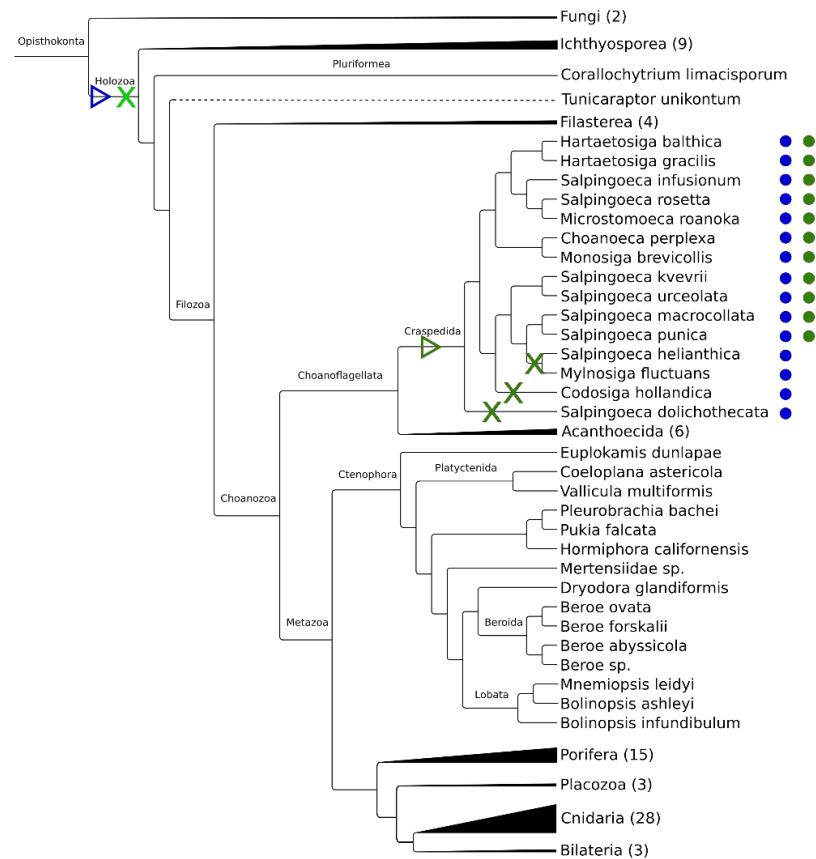 Fungi (2)
Opisthokonta
Ichthyosporea (9)
Pluriformea
Holozoa
Corallochytrium limacisporum
Tunicaraptor unikontum
Filasterea (4)
Hartaetosiga balthica
Hartaetosiga gracilis
Salpingoeca infusionum
Salpingoeca rosetta
Microstomoeca roanoka
Choanoeca perplexa
Monosiga brevicollis
Salpingoeca kvevrii
Salpingoeca urceolata
Filozoa
Salpingoeca macrocollata
Craspedida
Salpingoeca punica
Salpingoeca helianthica
Mylnosiga fluctuans
Choanoflagellata
Codosiga hollandica
Salpingoeca dolichothecata
Acanthoecida (6)
Euplokamis dunlapae
Ctenophora
Platyctenida
Coeloplana astericola
Vallicula multiformis
Choanozoa
Pleurobrachia bachei
Pukia falcata
Hormiphora californensis
Mertensiidae sp.
Dryodora glandiformis
Beroe ovata
Metazoa
Beroida
Beroe forskalii
Beroe abyssicola
Beroe sp.
Mnemiopsis leidyi
Lobata
Bolinopsis ashleyi
Bolinopsis infundibulum
Porifera (15)
Placozoa (3)
Cnidaria (28)
Bilateria (3)